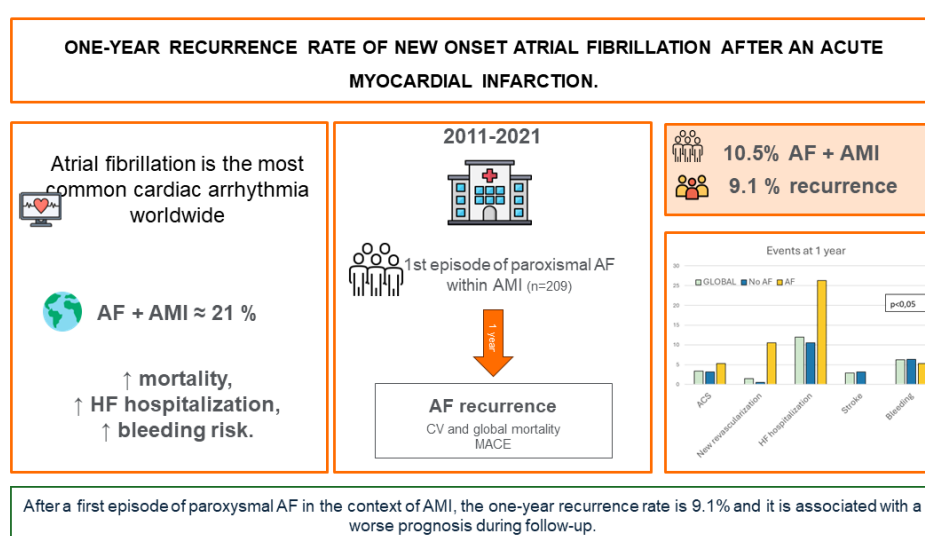 ONE-YEAR RECURRENCE RATE OF NEW ONSET ATRIAL FIBRILLATION AFTER AN ACUTE
MYOCARDIAL INFARCTION.
Atrial fibrillation is the most
common cardiac arrhythmia
worldwide
AF + AMI ≈ 21 %
↑ mortality,
↑ HF hospitalization,
↑ bleeding risk.
2011-2021
1st episode of paroxismal AF
within AMI (n=209)
1 year
AF recurrence
CV and global mortality
MACE
10.5% AF + AMI
9.1 % recurrence
Events at 1 year
GLOBAL No AF AF
p<0,05
30
25
20
15
10
5
0
ACS
New revascularization
HF hospitalization
Stroke
Bleeding
After a first episode of paroxysmal AF in the context of AMI, the one-year recurrence rate is 9.1% and it is associated with a
worse prognosis during follow-up.